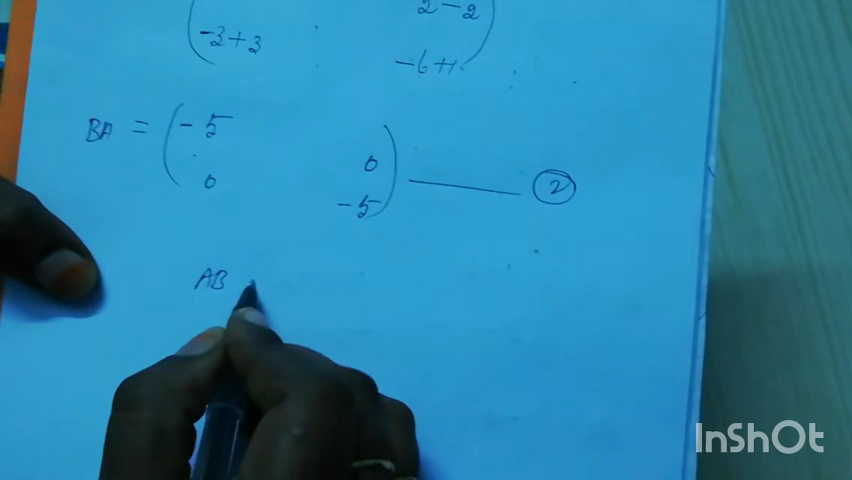 2-2
-3+3 -6+1
BA = (-5 0)
(0 -5) ——— ②
AB
InShOt